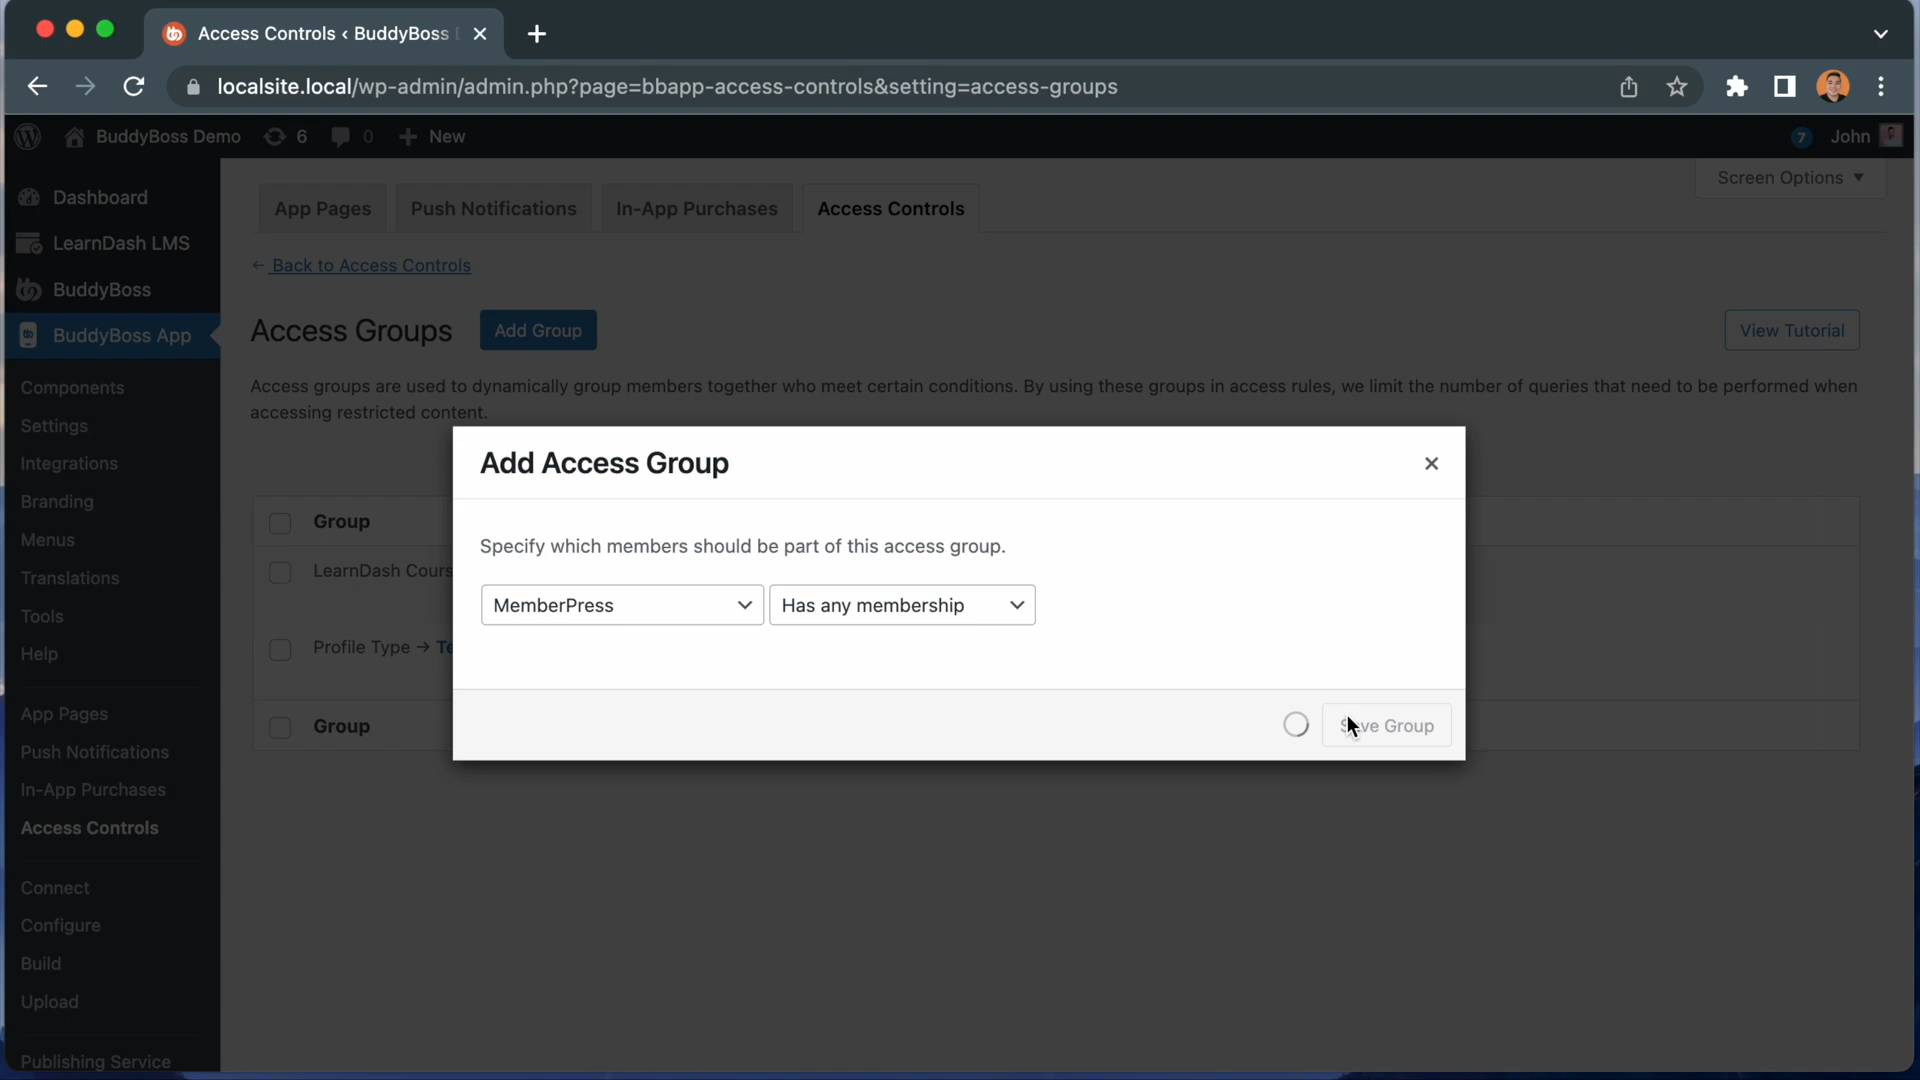 Access Controls ‹ BuddyBoss
localsite.local/wp-admin/admin.php?page=bbapp-access-controls&setting=access-groups
BuddyBoss Demo 6 0 New 7 John
Screen Options
Dashboard
LearnDash LMS
BuddyBoss
BuddyBoss App
Components
Settings
Integrations
Branding
Menus
Translations
Tools
Help
App Pages
Push Notifications
In-App Purchases
Access Controls
Connect
Configure
Build
Upload
Publishing Service
App Pages Push Notifications In-App Purchases Access Controls
← Back to Access Controls
Access Groups Add Group View Tutorial
Access groups are used to dynamically group members together who meet certain conditions. By using these groups in access rules, we limit the number of queries that need to be performed when
accessing restricted content.
Group
LearnDash Cours
Profile Type → Te
Group
Add Access Group ×
Specify which members should be part of this access group.
MemberPress Has any membership
Save Group